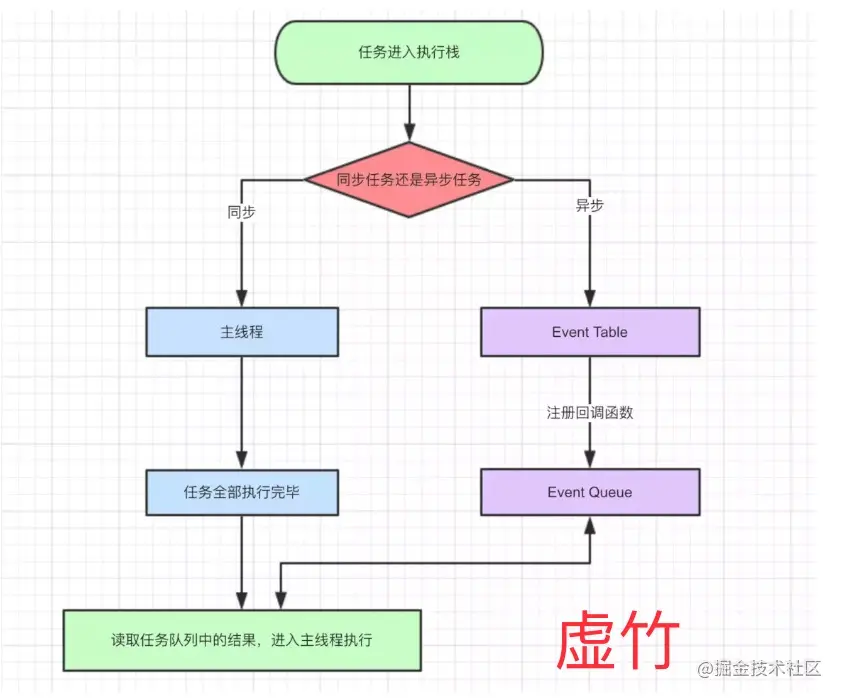 任务进入执行栈
同步任务还是异步任务
同步
异步
主线程
Event Table
注册回调函数
任务全部执行完毕
Event Queue
读取任务队列中的结果，进入主线程执行
虚竹
@掘金技术社区